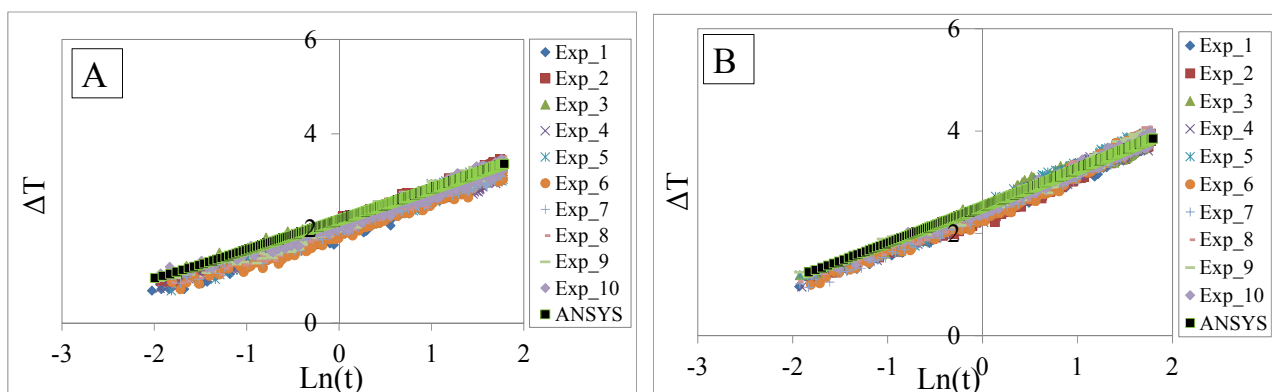 A
ΔT
6
4
2
0
-3 -2 -1 0 1 2
Ln(t)
Exp_1
Exp_2
Exp_3
Exp_4
Exp_5
Exp_6
Exp_7
Exp_8
Exp_9
Exp_10
ANSYS
B
ΔT
6
4
2
0
-3 -2 -1 0 1 2
Ln(t)
Exp_1
Exp_2
Exp_3
Exp_4
Exp_5
Exp_6
Exp_7
Exp_8
Exp_9
Exp_10
ANSYS